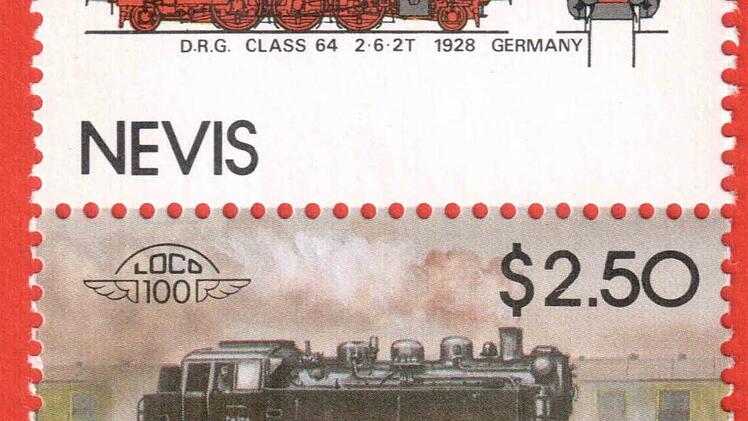 D.R.G. CLASS 64 2·6·2T 1928 GERMANY
NEVIS
LOCO
100
$2.50